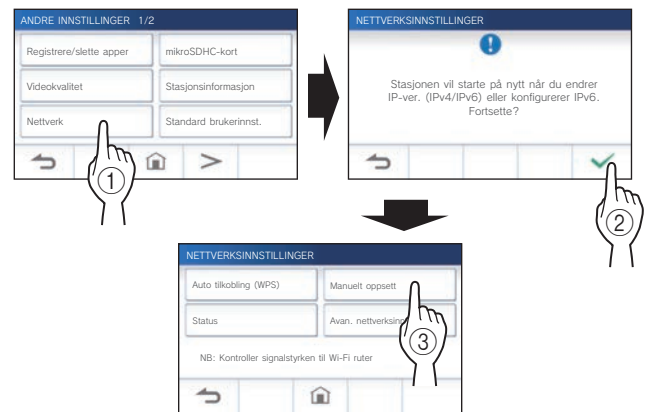 ANDRE INNSTILLINGER 1/2
Registrere/slette apper
mikroSDHC-kort
Videokvalitet
Stasjonsinformasjon
Nettverk
Standard brukerinnst.
1
NETTVERKSINNSTILLINGER
Stasjonen vil starte på nytt når du endrer
IP-ver. (IPv4/IPv6) eller konfigurerer IPv6.
Fortsette?
2
NETTVERKSINNSTILLINGER
Auto tilkobling (WPS)
Manuelt oppsett
Status
Avan.
3
NB: Kontroller signalstyrken til Wi-Fi ruter